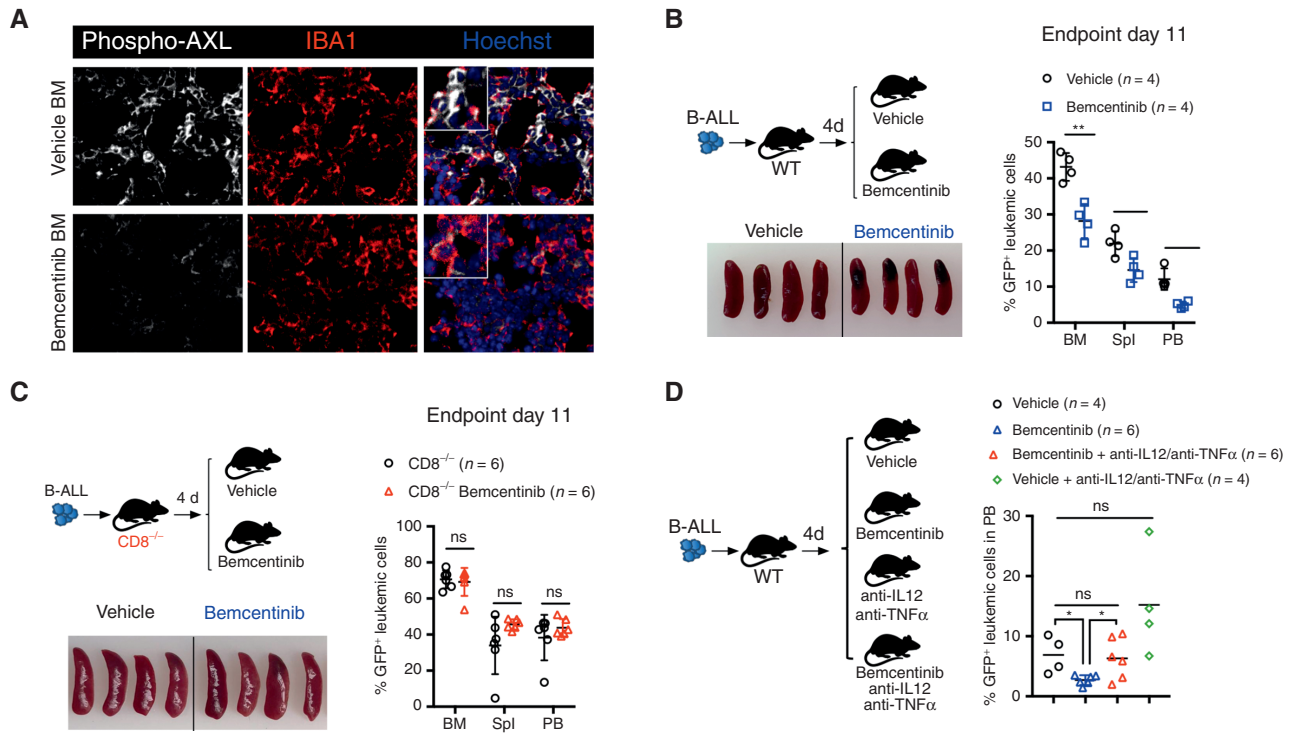 A
Phospho-AXL IBA1 Hoechst
Vehicle BM
Bemcentinib BM
B
Endpoint day 11
B-ALL
WT
4d
Vehicle
Bemcentinib
Vehicle (n = 4)
Bemcentinib (n = 4)
Vehicle Bemcentinib
% GFP+ leukemic cells
50
40
30
20
10
0
**
BM Spl PB
C
Endpoint day 11
B-ALL
CD8–/–
4 d
Vehicle
Bemcentinib
CD8–/– (n = 6)
CD8–/– Bemcentinib (n = 6)
Vehicle Bemcentinib
% GFP+ leukemic cells
100
80
60
40
20
0
ns
ns ns
BM Spl PB
D
B-ALL
WT
4d
Vehicle
Bemcentinib
anti-IL12
anti-TNFα
Bemcentinib
anti-IL12
anti-TNFα
Vehicle (n = 4)
Bemcentinib (n = 6)
Bemcentinib + anti-IL12/anti-TNFα (n = 6)
Vehicle + anti-IL12/anti-TNFα (n = 4)
% GFP+ leukemic cells in PB
30
20
10
0
ns
ns
* *